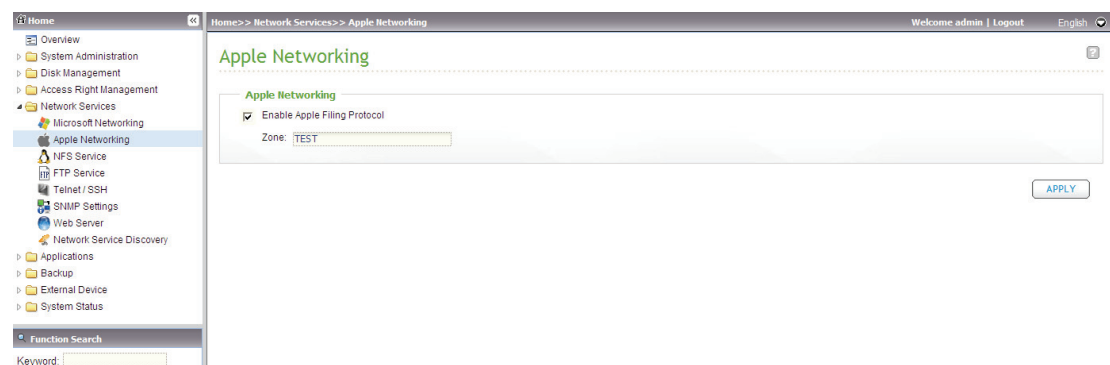 Home
Home>> Network Services>> Apple Networking
Welcome admin | Logout
English
Overview
System Administration
Disk Management
Access Right Management
Network Services
Microsoft Networking
Apple Networking
NFS Service
FTP Service
Telnet / SSH
SNMP Settings
Web Server
Network Service Discovery
Applications
Backup
External Device
System Status
Function Search
Keyword:
Apple Networking
Apple Networking
Enable Apple Filing Protocol
Zone: TEST
APPLY